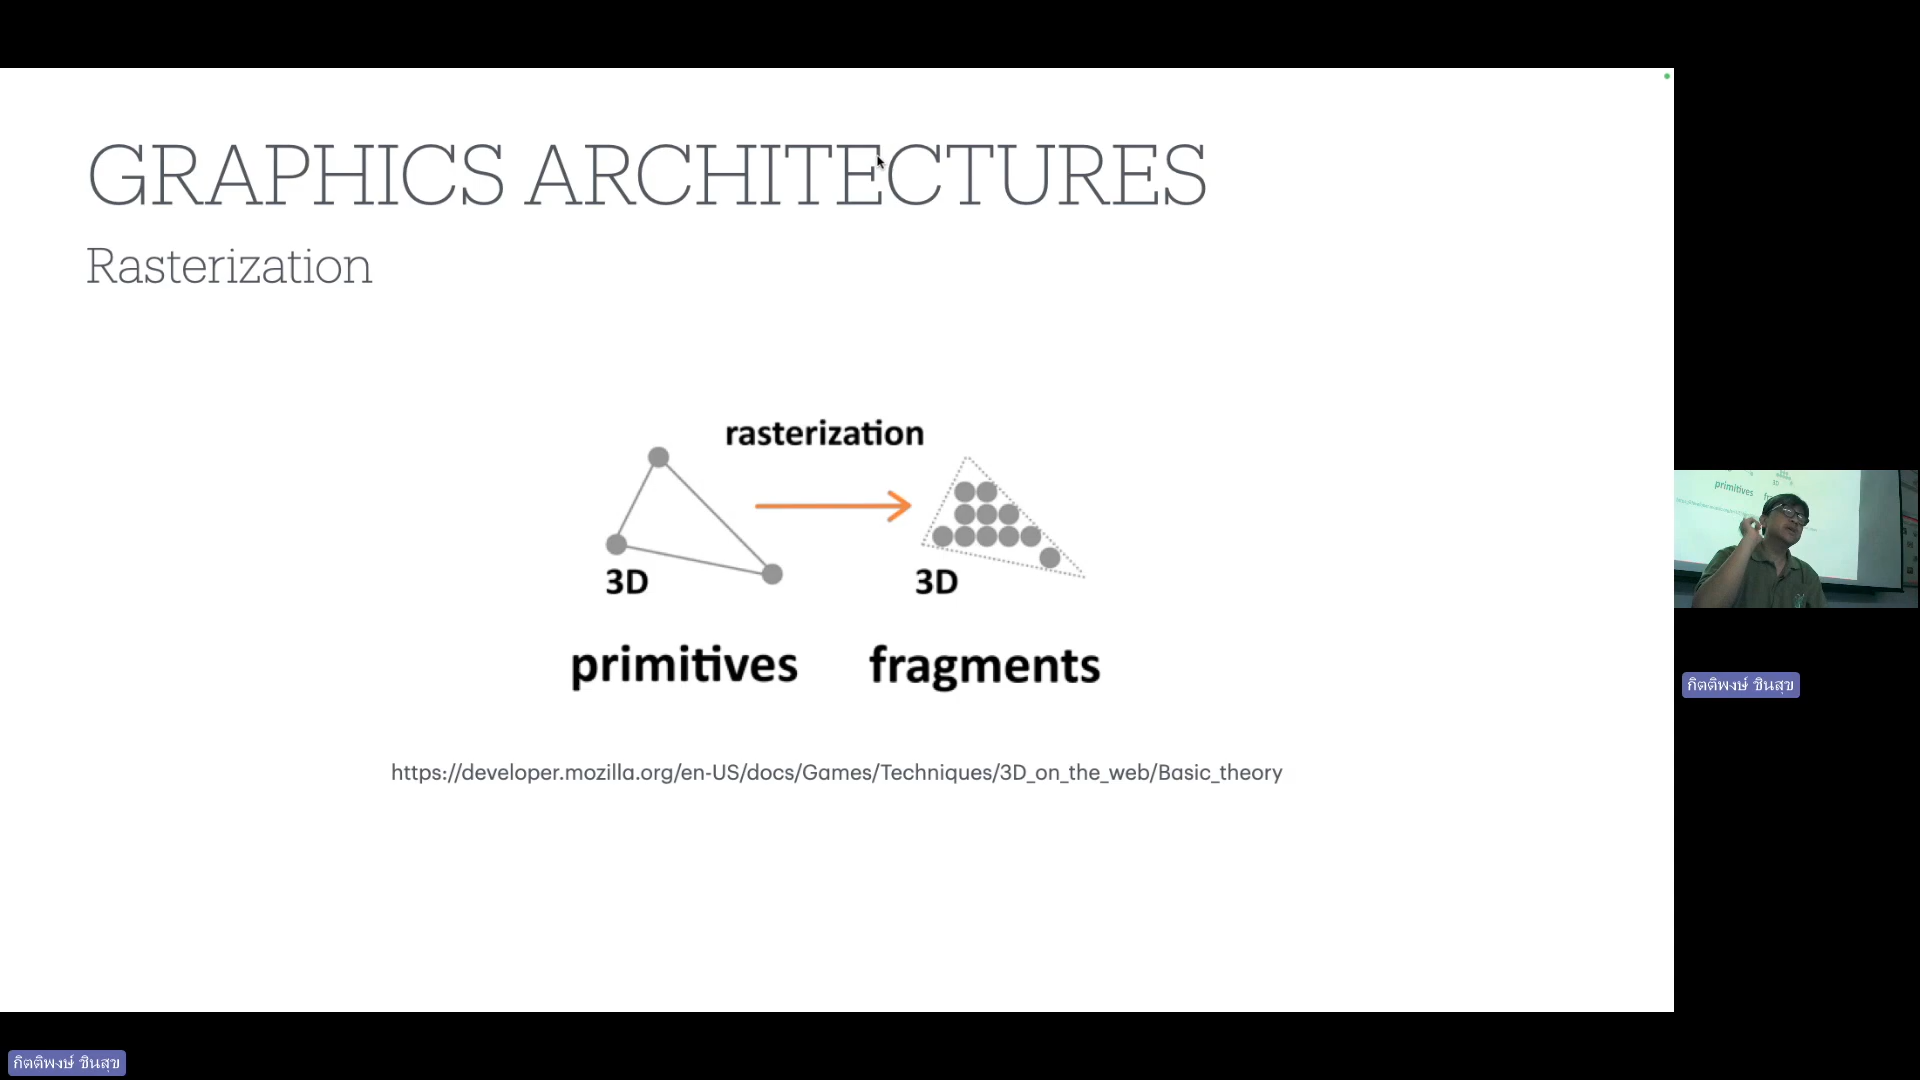 GRAPHICS ARCHITECTURES
Rasterization
rasterization
3D
3D
primitives
fragments
https://developer.mozilla.org/en-US/docs/Games/Techniques/3D_on_the_web/Basic_theory
primitives
3D
กิตติพงษ์ ชินสุข
กิตติพงษ์ ชินสุข